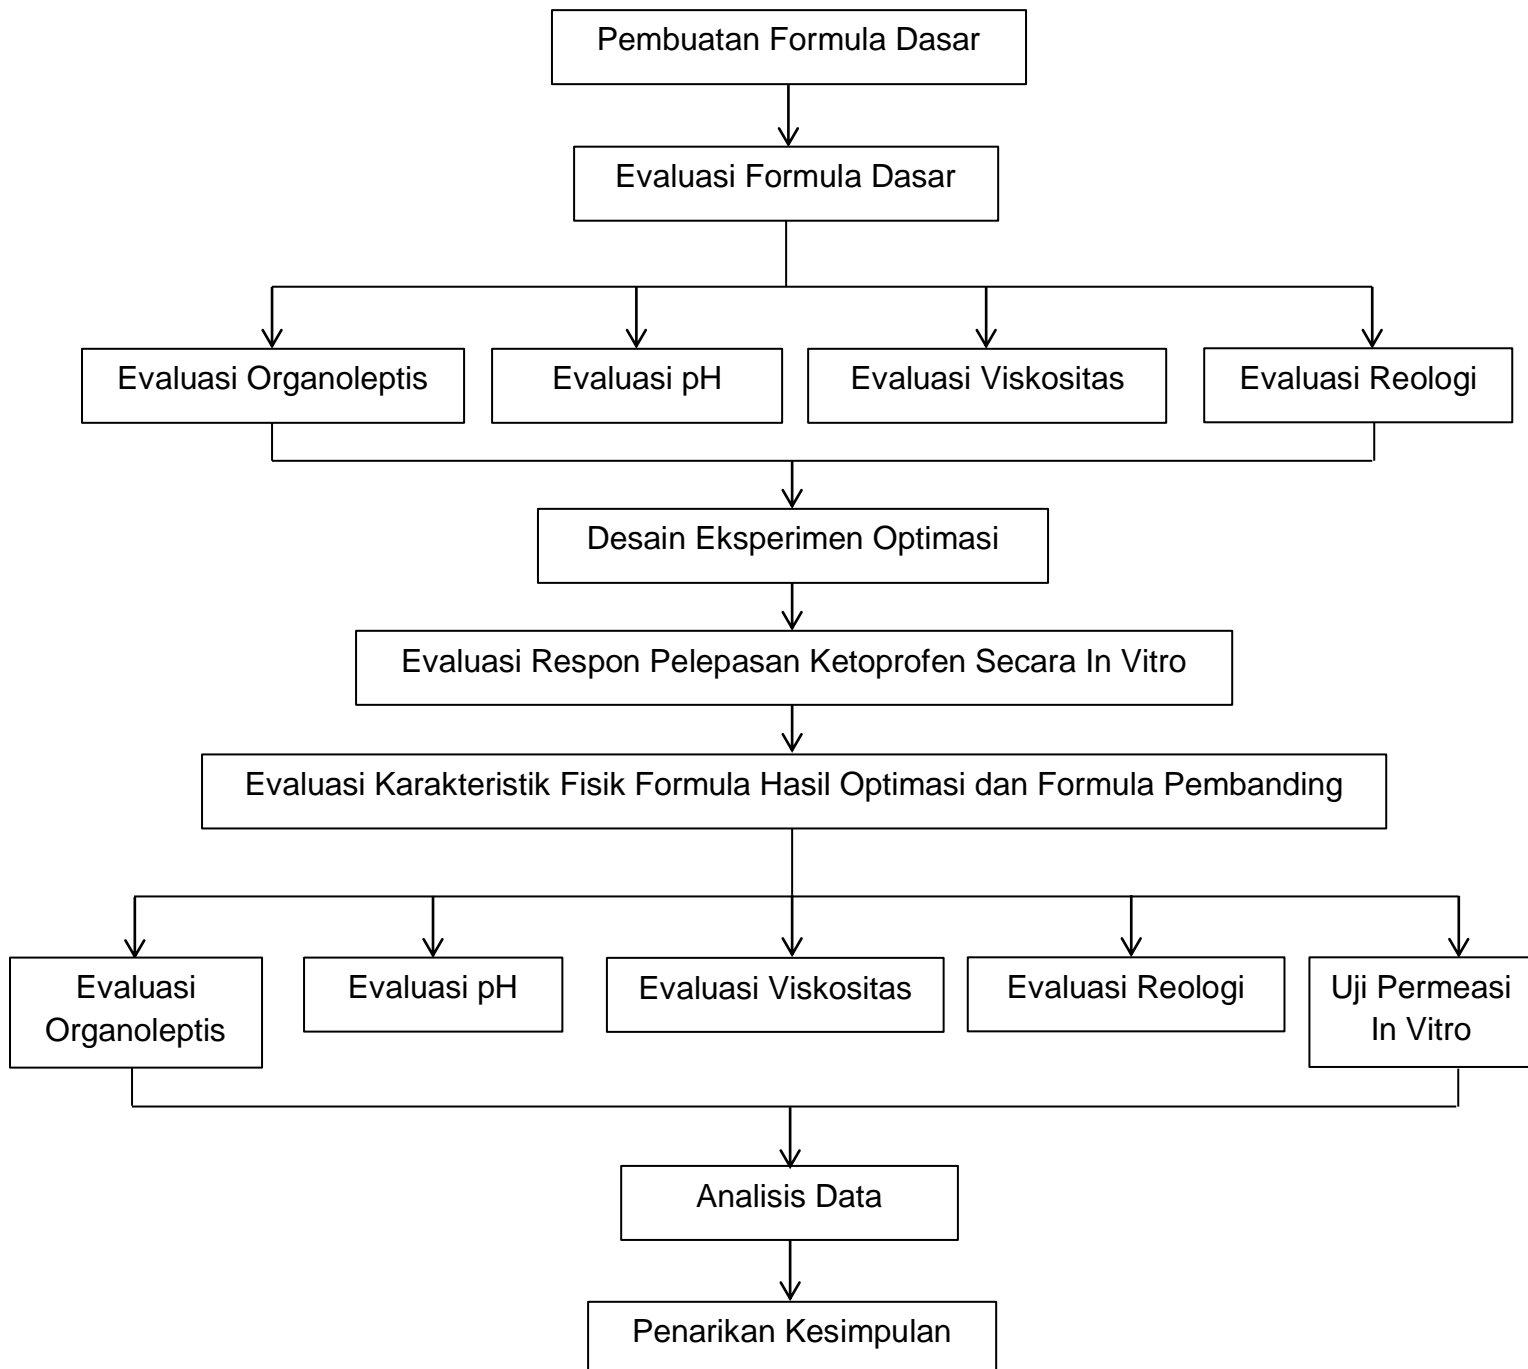 Pembuatan Formula Dasar
Evaluasi Formula Dasar
Evaluasi Organoleptis
Evaluasi pH
Evaluasi Viskositas
Evaluasi Reologi
Desain Eksperimen Optimasi
Evaluasi Respon Pelepasan Ketoprofen Secara In Vitro
Evaluasi Karakteristik Fisik Formula Hasil Optimasi dan Formula Pembanding
Evaluasi
Organoleptis
Evaluasi pH
Evaluasi Viskositas
Evaluasi Reologi
Uji Permeasi
In Vitro
Analisis Data
Penarikan Kesimpulan